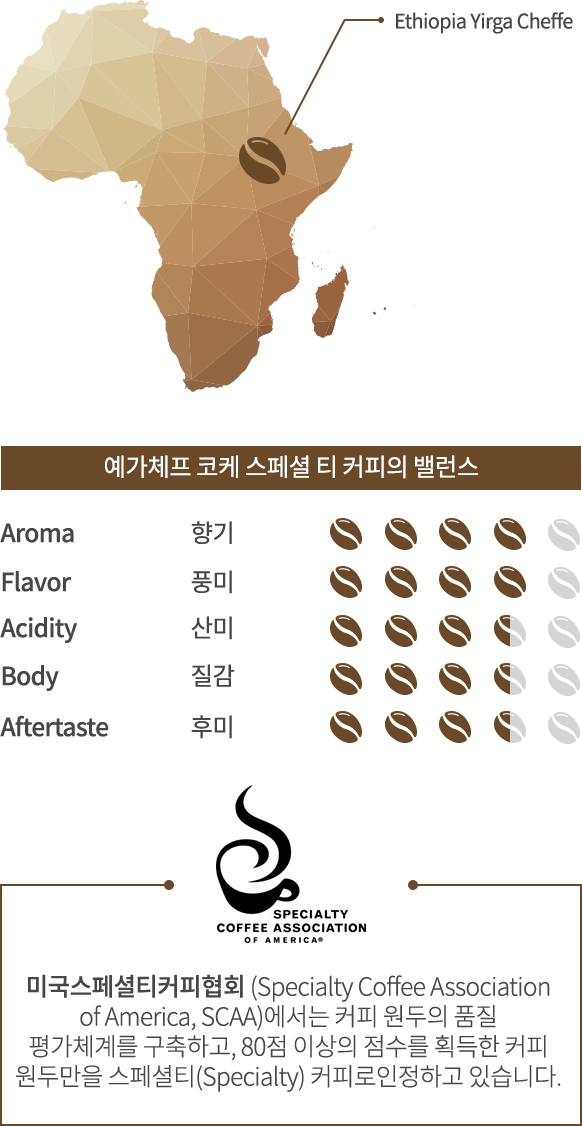 Ethiopia Yirga Cheffe
예가체프 코케 스페셜 티 커피의 밸런스
Aroma 향기
Flavor 풍미
Acidity 산미
Body 질감
Aftertaste 후미
SPECIALTY
COFFEE ASSOCIATION
OF AMERICA®
미국스페셜티커피협회 (Specialty Coffee Association
of America, SCAA)에서는 커피 원두의 품질
평가체계를 구축하고, 80점 이상의 점수를 획득한 커피
원두만을 스페셜티(Specialty) 커피로인정하고 있습니다.